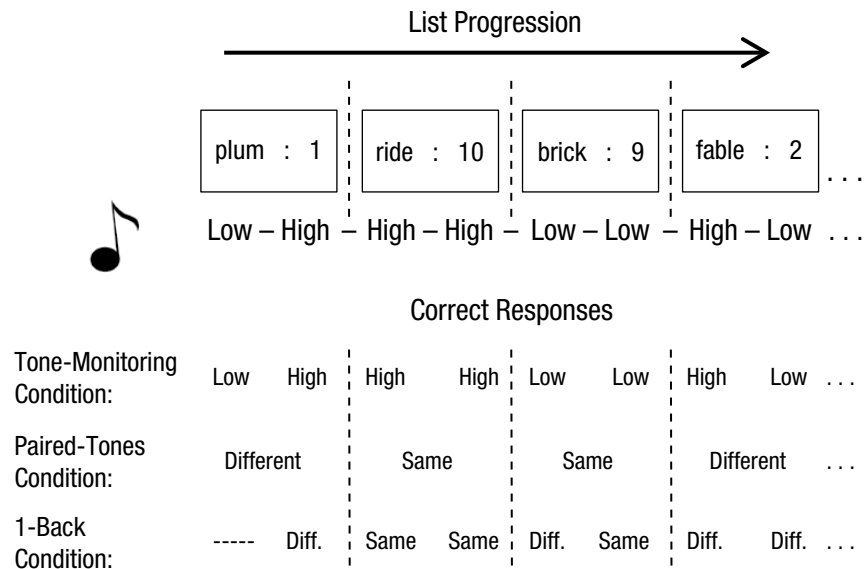 List Progression
plum : 1 ride : 10 brick : 9 fable : 2 . . .
Low – High – High – High – Low – Low – High – Low . . .
Correct Responses
Tone-Monitoring
Condition:
Low High High High Low Low High Low . . .
Paired-Tones
Condition:
Different Same Same Different . . .
1-Back
Condition:
----- Diff. Same Same Diff. Same Diff. Diff. . . .